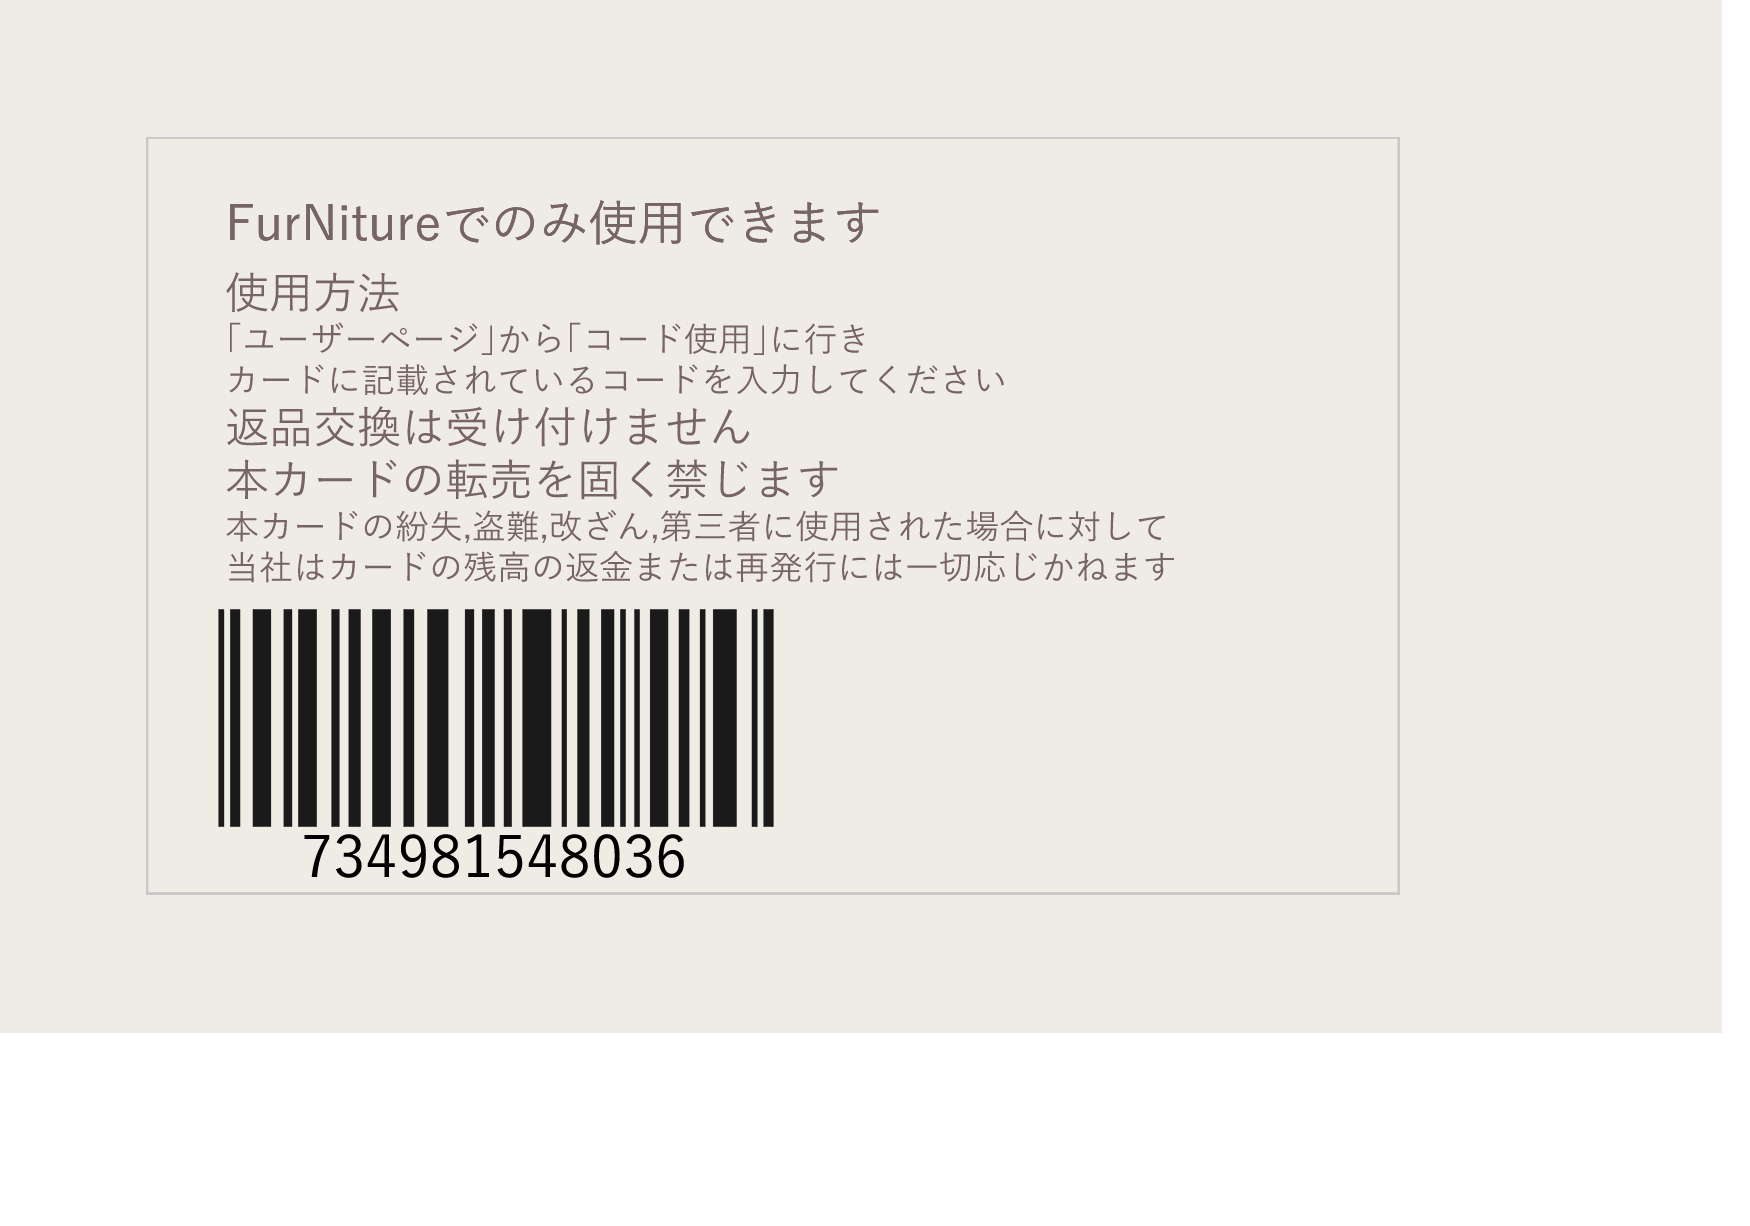 FurNitureでのみ使用できます
使用方法
｢ユーザーページ｣から｢コード使用｣に行き
カードに記載されているコードを入力してください
返品交換は受け付けません
本カードの転売を固く禁じます
本カードの紛失,盗難,改ざん,第三者に使用された場合に対して
当社はカードの残高の返金または再発行には一切応じかねます
734981548036